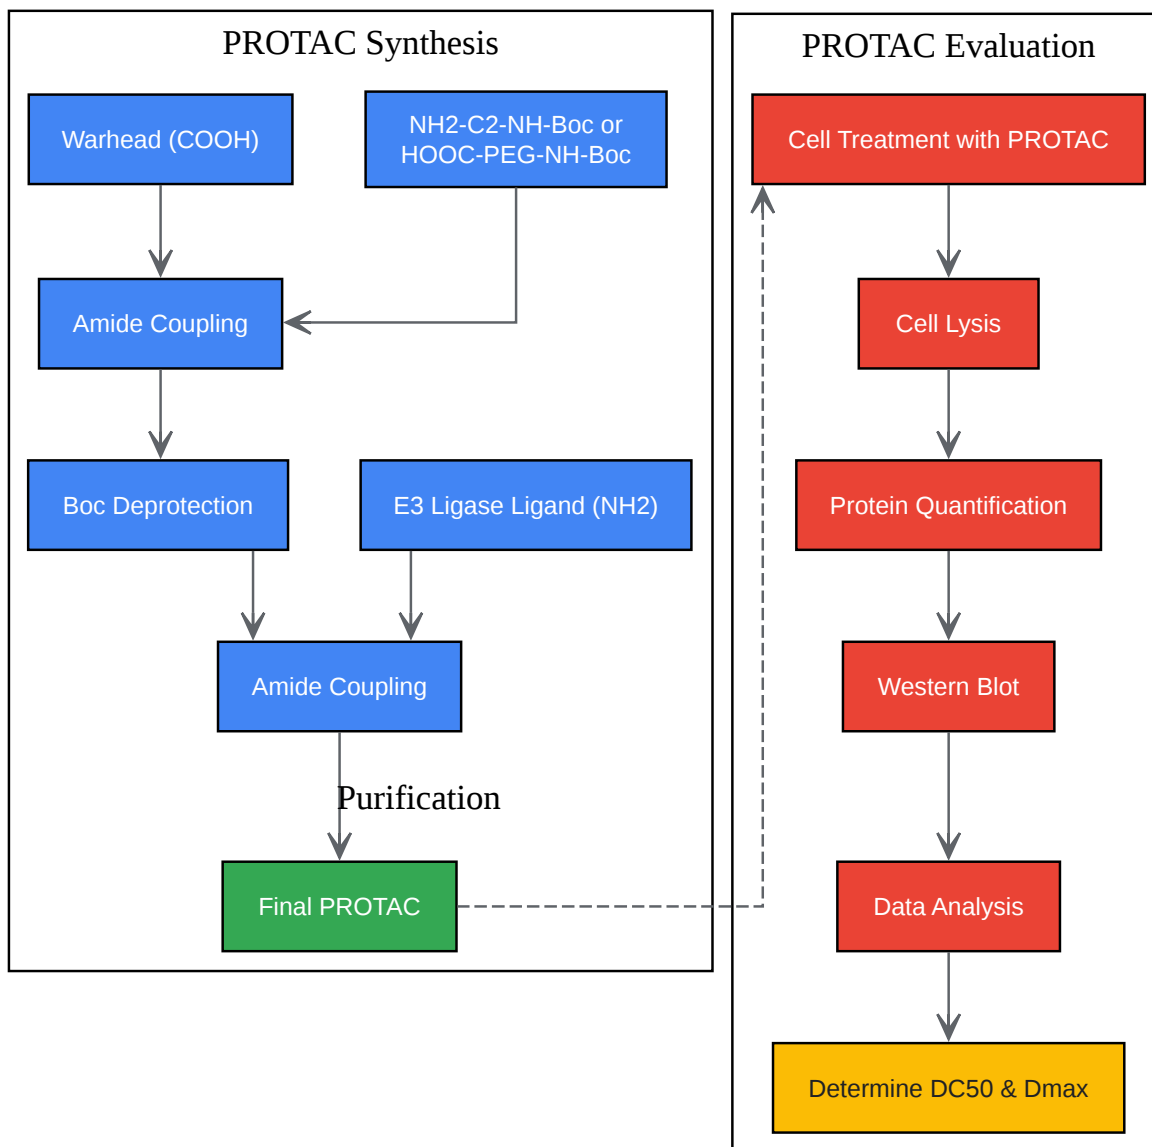 PROTAC Synthesis
Warhead (COOH)
NH2-C2-NH-Boc or
HOOC-PEG-NH-Boc
Amide Coupling
Boc Deprotection
E3 Ligase Ligand (NH2)
Amide Coupling
Purification
Final PROTAC
PROTAC Evaluation
Cell Treatment with PROTAC
Cell Lysis
Protein Quantification
Western Blot
Data Analysis
Determine DC50 & Dmax